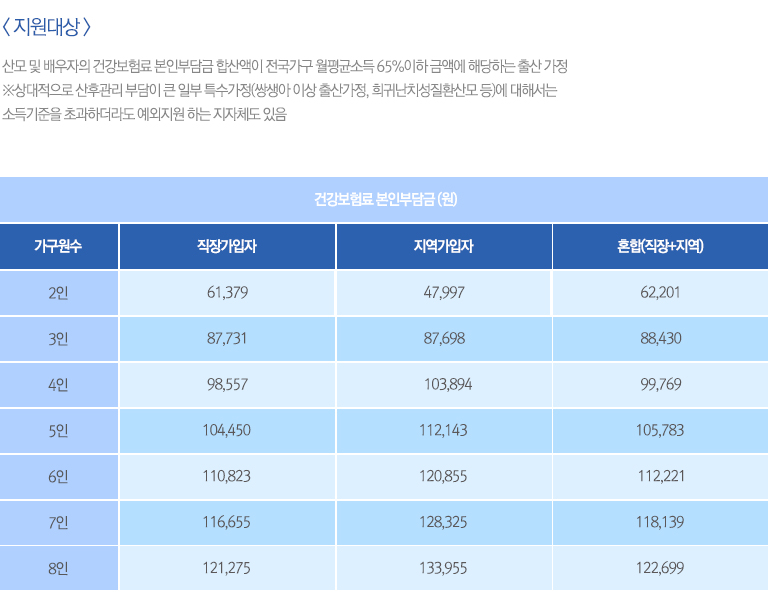 〈 지원대상 〉
산모 및 배우자의 건강보험료 본인부담금 합산액이 전국가구 월평균소득 65%이하 금액에 해당하는 출산 가정
※상대적으로 산후관리 부담이 큰 일부 특수가정(쌍생아 이상 출산가정, 희귀난치성질환산모 등)에 대해서는
소득기준을 초과하더라도 예외지원 하는 지자체도 있음
건강보험료 본인부담금 (원)
가구원수 직장가입자 지역가입자 혼합(직장+지역)
2인 61,379 47,997 62,201
3인 87,731 87,698 88,430
4인 98,557 103,894 99,769
5인 104,450 112,143 105,783
6인 110,823 120,855 112,221
7인 116,655 128,325 118,139
8인 121,275 133,955 122,699